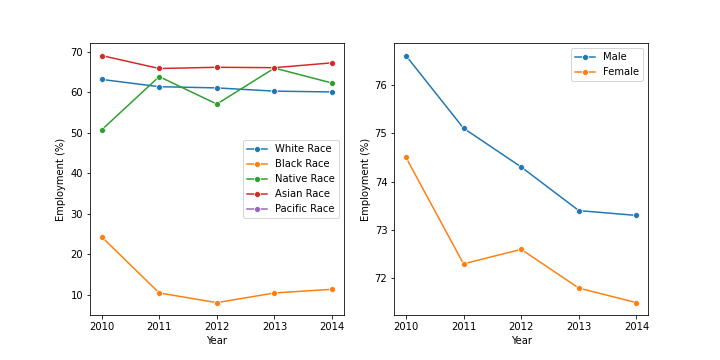 70
60
50
40
30
20
10
Employment (%)
2010 2011 2012 2013 2014
Year
White Race
Black Race
Native Race
Asian Race
Pacific Race
76
75
74
73
72
Employment (%)
2010 2011 2012 2013 2014
Year
Male
Female